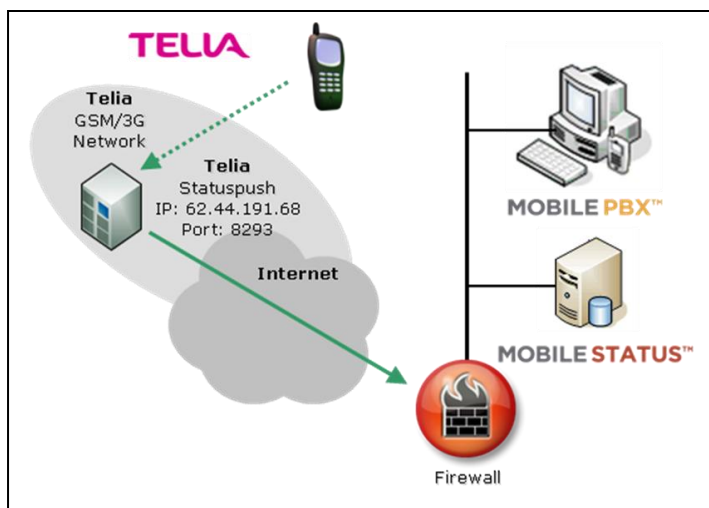 TELIA
Telia
GSM/3G
Network
Telia
Statuspush
IP: 62.44.191.68
Port: 8293
Internet
MOBILE PBX™
MOBILE STATUS™
Firewall